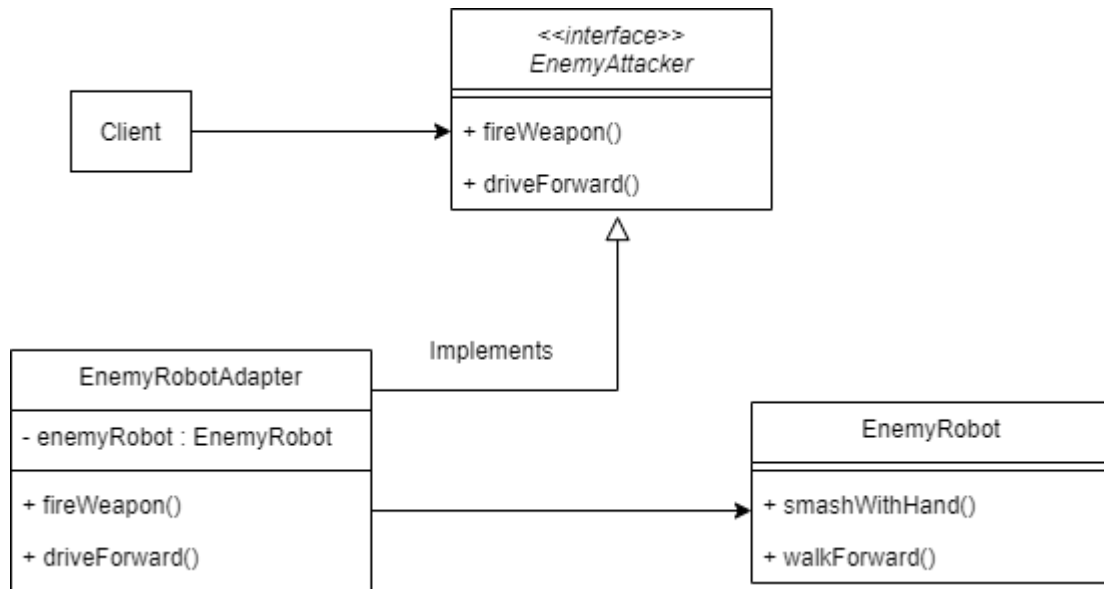 <<interface>>
EnemyAttacker
Client
+ fireWeapon()
+ driveForward()
Implements
EnemyRobotAdapter
- enemyRobot : EnemyRobot
+ fireWeapon()
+ driveForward()
EnemyRobot
+ smashWithHand()
+ walkForward()